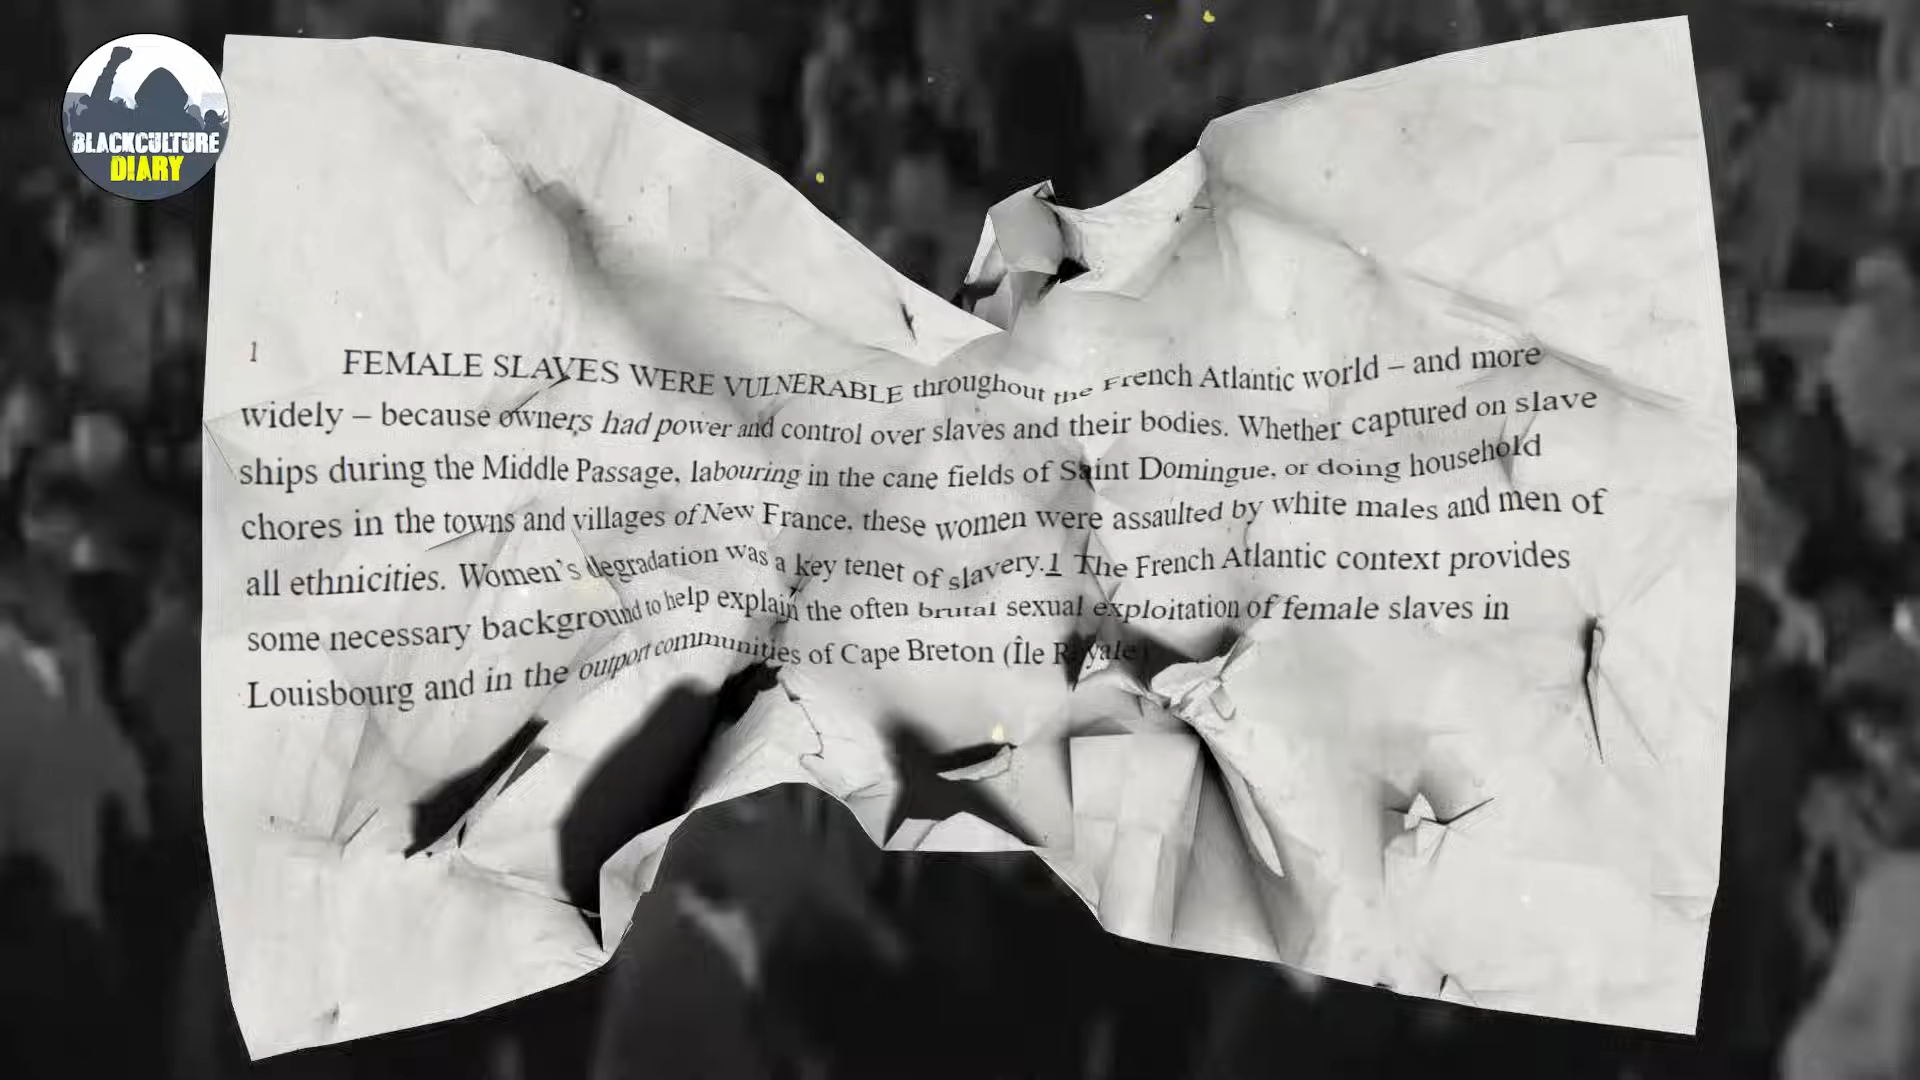 BLACKCULTURE
DIARY
1 FEMALE SLAVES WERE VULNERABLE throughout the French Atlantic world – and more
widely – because owners had power and control over slaves and their bodies. Whether captured on slave
ships during the Middle Passage, labouring in the cane fields of Saint Domingue, or doing household
chores in the towns and villages of New France, these women were assaulted by white males and men of
all ethnicities. Women's degradation was a key tenet of slavery.1 The French Atlantic context provides
some necessary background to help explain the often brutal sexual exploitation of female slaves in
Louisbourg and in the outport communities of Cape Breton (Île Royale)